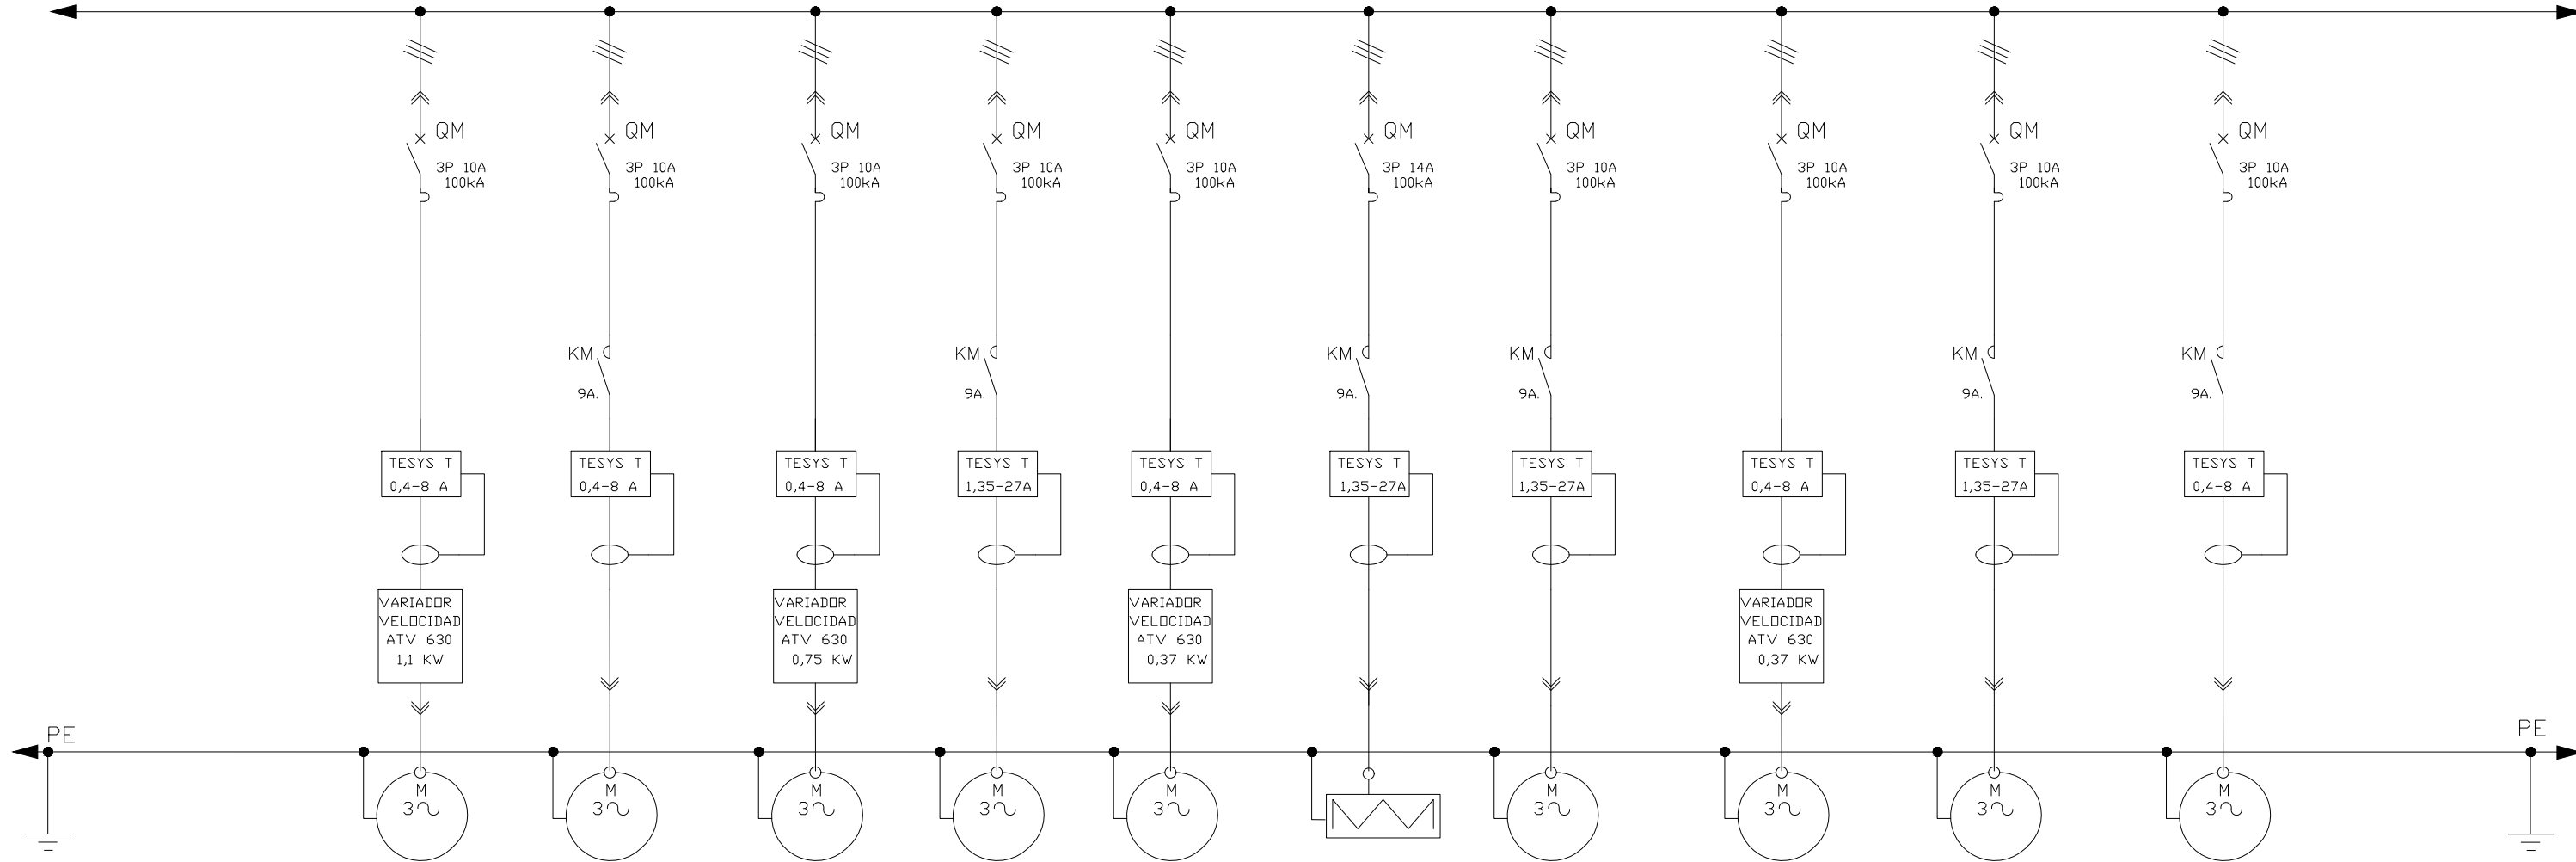 QM QM QM QM QM QM QM QM QM QM
3P 10A 3P 10A 3P 10A 3P 10A 3P 10A 3P 14A 3P 10A 3P 10A 3P 10A 3P 10A
100kA 100kA 100kA 100kA 100kA 100kA 100kA 100kA 100kA 100kA
KM KM KM KM KM KM
9A. 9A. 9A. 9A. 9A. 9A.
TESYS T TESYS T TESYS T TESYS T TESYS T TESYS T TESYS T TESYS T TESYS T TESYS T
0,4-8 A 0,4-8 A 0,4-8 A 1,35-27A 0,4-8 A 1,35-27A 1,35-27A 0,4-8 A 1,35-27A 0,4-8 A
VARIADOR VARIADOR VARIADOR VARIADOR
VELOCIDAD VELOCIDAD VELOCIDAD VELOCIDAD
ATV 630 ATV 630 ATV 630 ATV 630
1,1 KW 0,75 KW 0,37 KW 0,37 KW
PE PE
M M M M M M M M M
3~ 3~ 3~ 3~ 3~ 3~ 3~ 3~ 3~